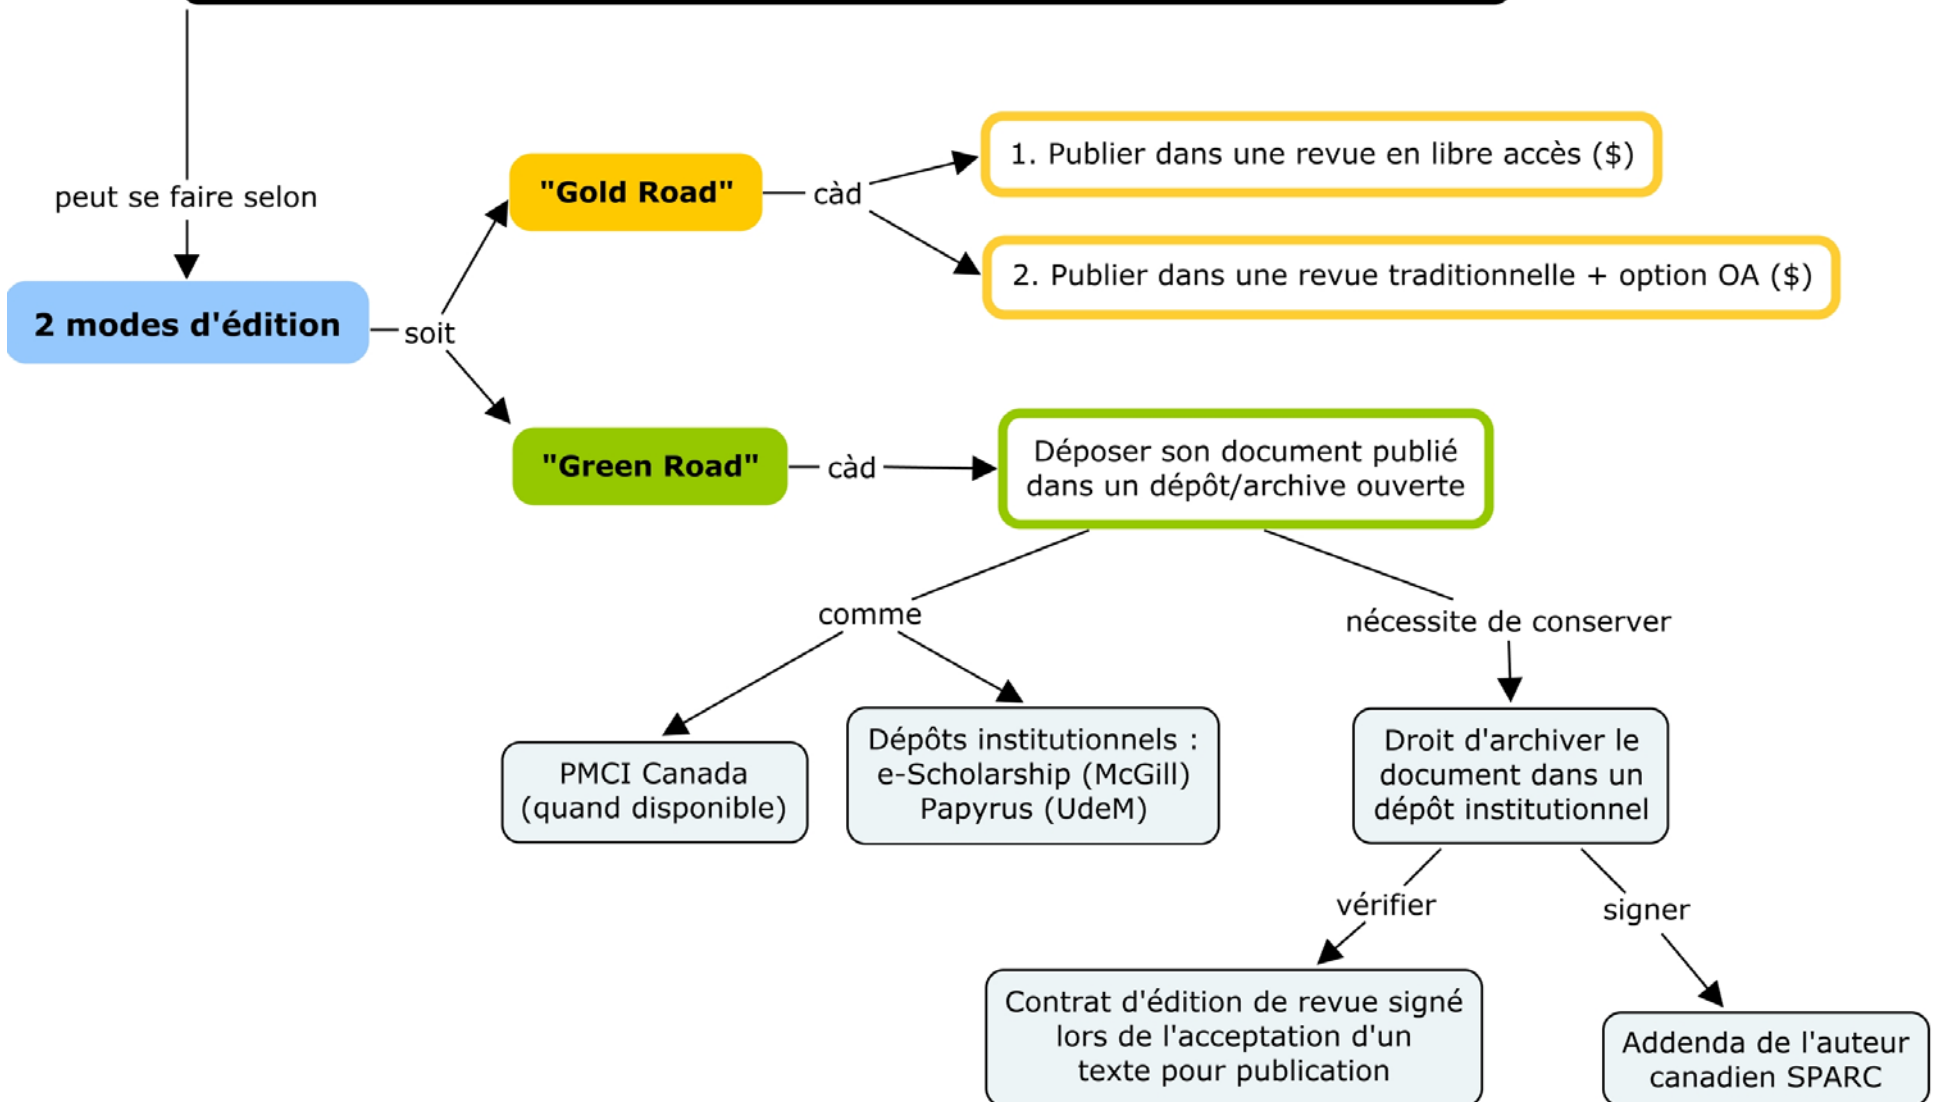 peut se faire selon
2 modes d'édition
soit
"Gold Road"
càd
1. Publier dans une revue en libre accès ($)
2. Publier dans une revue traditionnelle + option OA ($)
"Green Road"
càd
Déposer son document publié
dans un dépôt/archive ouverte
comme
PMCI Canada
(quand disponible)
Dépôts institutionnels :
e-Scholarship (McGill)
Papyrus (UdeM)
nécessite de conserver
Droit d'archiver le
document dans un
dépôt institutionnel
vérifier
Contrat d'édition de revue signé
lors de l'acceptation d'un
texte pour publication
signer
Addenda de l'auteur
canadien SPARC